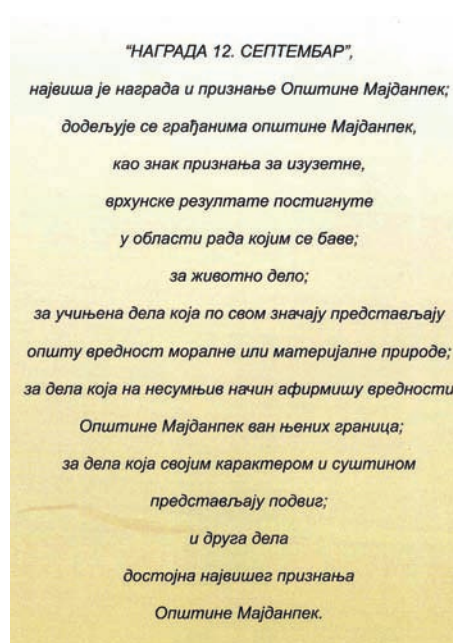 “НАГРАДА 12. СЕПТЕМБАР”,
највиша је награда и признање Општине Мајданпек;
додељује се грађанима општине Мајданпек,
као знак признања за изузетне,
врхунске резултате постигнуте
у области рада којим се баве;
за животно дело;
за учињена дела која по свом значају представљају
општу вредност моралне или материјалне природе;
за дела која на несумњив начин афирмишу вредности
Општине Мајданпек ван њених граница;
за дела која својим карактером и суштином
представљају подвиг;
и друга дела
достојна највишег признања
Општине Мајданпек.